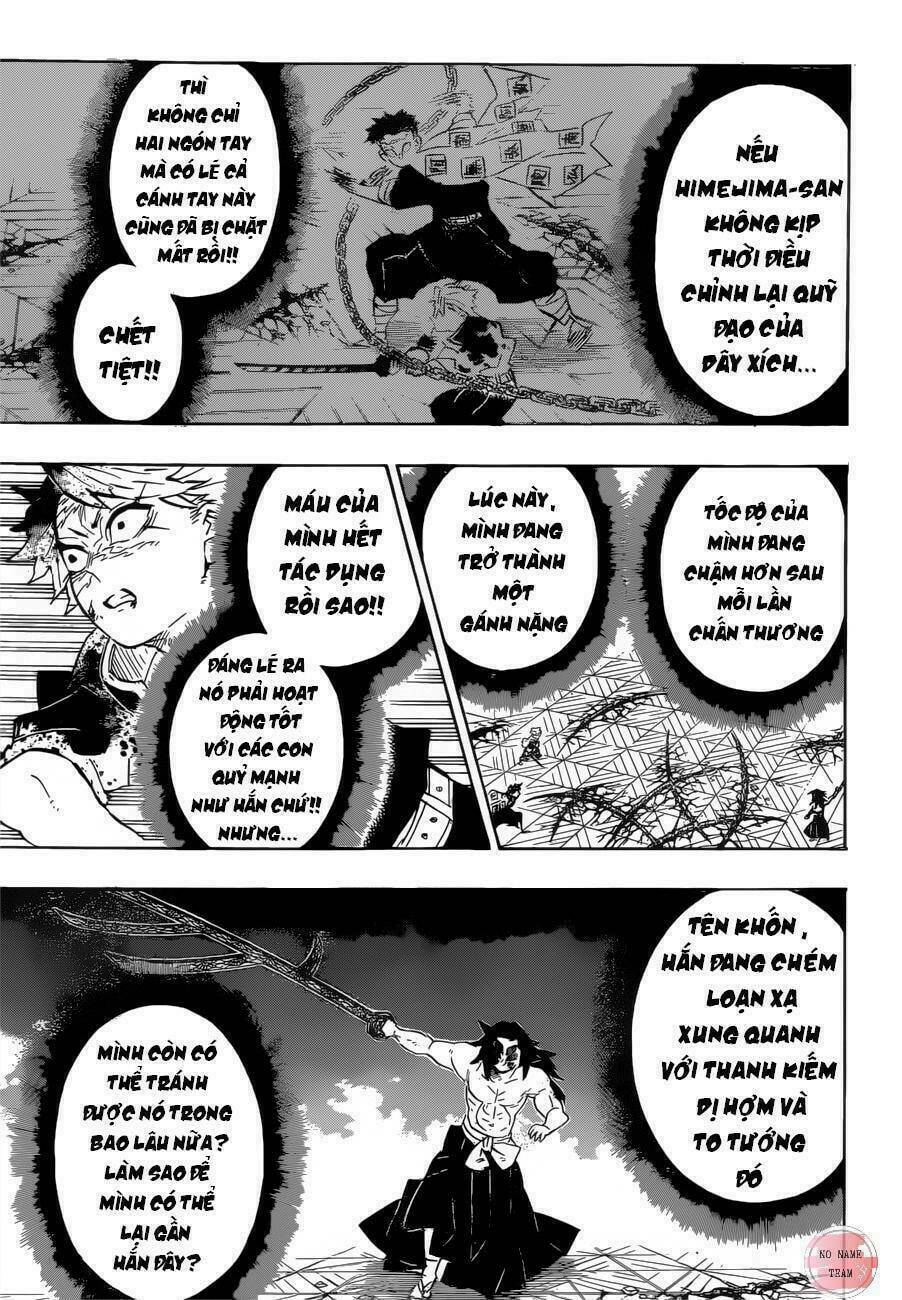 NẾU
HIMEJIMA-SAN
KHÔNG KỊP
THỜI ĐIỀU
CHỈNH LẠI QUỸ
ĐẠO CỦA
DÂY XÍCH...
THÌ
KHÔNG CHỈ
HAI NGÓN TAY
MÀ CÓ LẼ CẢ
CÁNH TAY NÀY
CŨNG ĐÃ BỊ CHẶT
MẤT RỒI!!
CHẾT
TIỆT!!
TỐC ĐỘ CỦA
MÌNH ĐANG
CHẬM HƠN SAU
MỖI LẦN
CHẤN THƯƠNG
LÚC NÀY,
MÌNH ĐANG
TRỞ THÀNH
MỘT
GÁNH NẶNG
MÁU CỦA
MÌNH HẾT
TÁC DỤNG
RỒI SAO!!
ĐÁNG LẼ RA
NÓ PHẢI HOẠT
ĐỘNG TỐT
VỚI CÁC CON
QUỶ MẠNH
NHƯ HẮN CHỨ!!
NHƯNG...
TÊN KHỐN,
HẮN ĐANG CHÉM
LOẠN XẠ
XUNG QUANH
VỚI THANH KIẾM
DỊ HỢM VÀ
TO TƯỚNG
ĐÓ
MÌNH CÒN CÓ
THỂ TRÁNH
ĐƯỢC NÓ TRONG
BAO LÂU NỮA?
LÀM SAO ĐỂ
MÌNH CÓ THỂ
LẠI GẦN
HẮN ĐÂY?
NO NAME
TEAM